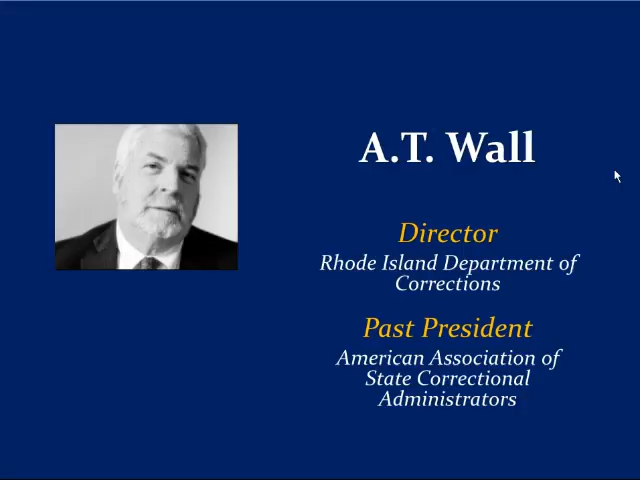 A.T. Wall
Director
Rhode Island Department of
Corrections
Past President
American Association of
State Correctional
Administrators